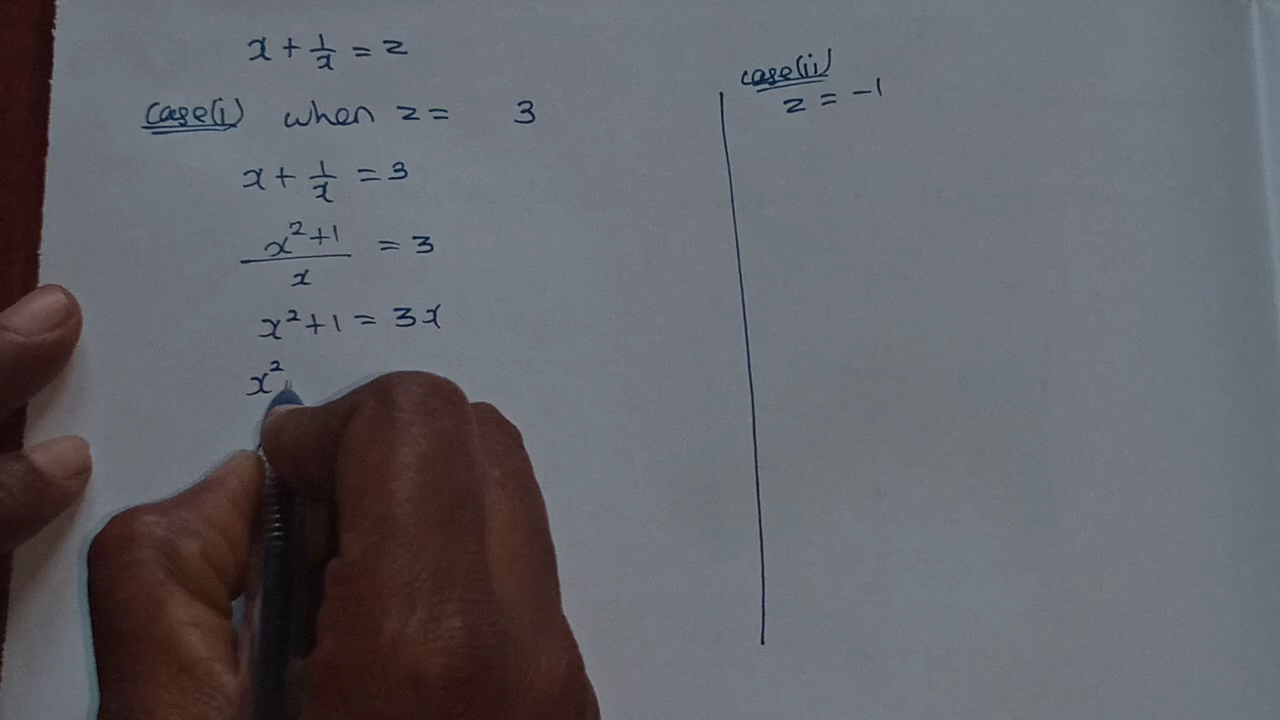 x + 1/x = z
case(i) when z = 3
x + 1/x = 3
(x²+1)/x = 3
x²+1 = 3x
x²
case(ii)
z = -1